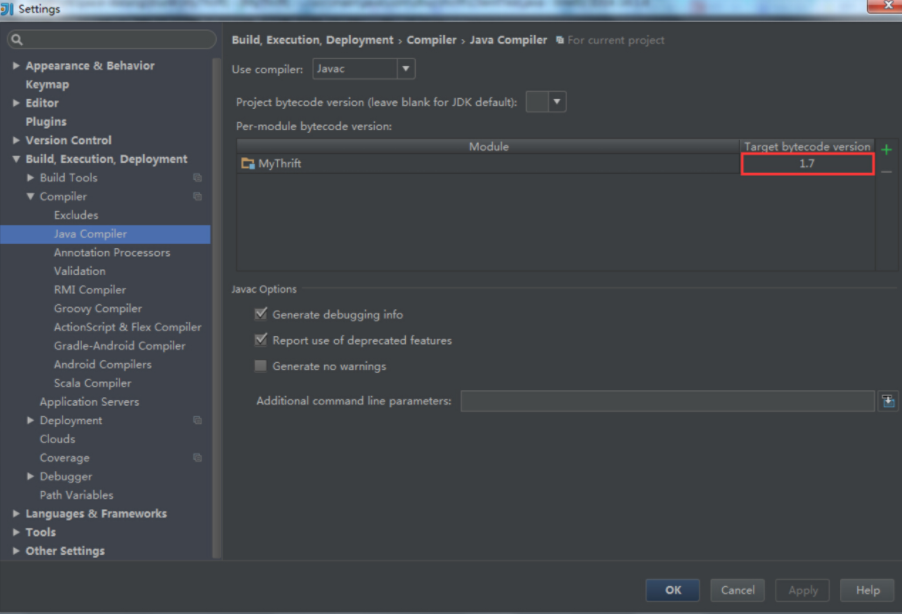 Settings
Build, Execution, Deployment › Compiler › Java Compiler For current project
Appearance & Behavior
Keymap
Editor
Plugins
Version Control
Build, Execution, Deployment
Build Tools
Compiler
Excludes
Java Compiler
Annotation Processors
Validation
RMI Compiler
Groovy Compiler
ActionScript & Flex Compiler
Gradle-Android Compiler
Android Compilers
Scala Compiler
Application Servers
Deployment
Clouds
Coverage
Debugger
Path Variables
Languages & Frameworks
Tools
Other Settings
Use compiler: Javac
Project bytecode version (leave blank for JDK default):
Per-module bytecode version:
Module Target bytecode version
MyThrift 1.7
Javac Options
Generate debugging info
Report use of deprecated features
Generate no warnings
Additional command line parameters:
OK Cancel Apply Help